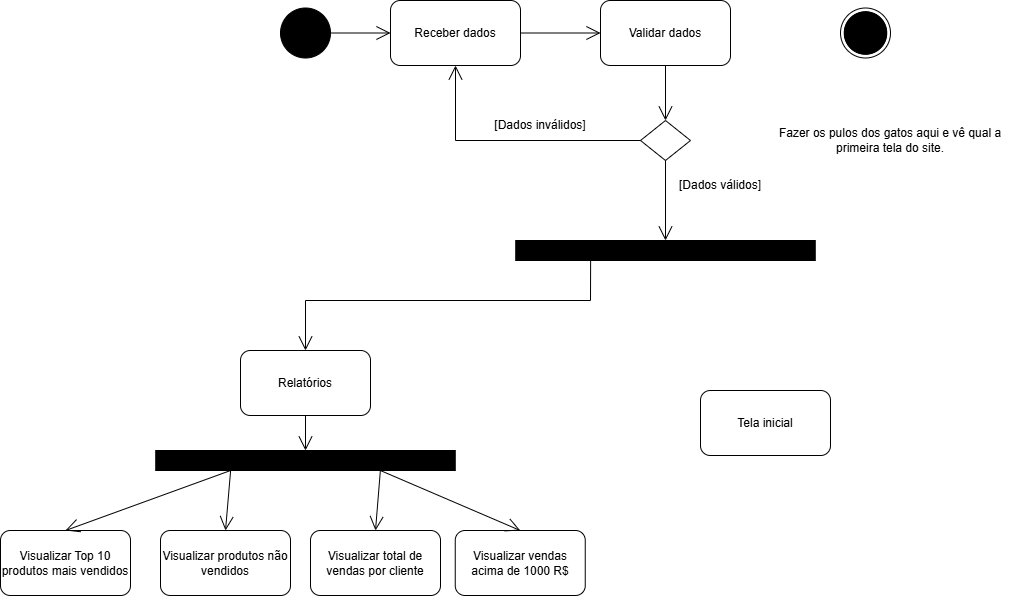 Receber dados
Validar dados
[Dados inválidos]
Fazer os pulos dos gatos aqui e vê qual a
primeira tela do site.
[Dados válidos]
Relatórios
Tela inicial
Visualizar Top 10
produtos mais vendidos
Visualizar produtos não
vendidos
Visualizar total de
vendas por cliente
Visualizar vendas
acima de 1000 R$